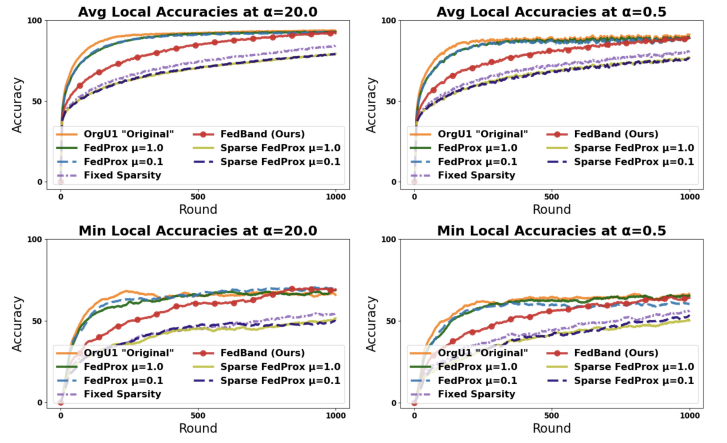 Avg Local Accuracies at α=20.0
100
50
0
Accuracy
OrgU1 "Original"
FedProx μ=1.0
FedProx μ=0.1
Fixed Sparsity
FedBand (Ours)
Sparse FedProx μ=1.0
Sparse FedProx μ=0.1
0 500 1000
Round
Avg Local Accuracies at α=0.5
100
50
0
Accuracy
OrgU1 "Original"
FedProx μ=1.0
FedProx μ=0.1
Fixed Sparsity
FedBand (Ours)
Sparse FedProx μ=1.0
Sparse FedProx μ=0.1
0 500 1000
Round
Min Local Accuracies at α=20.0
100
50
0
Accuracy
OrgU1 "Original"
FedProx μ=1.0
FedProx μ=0.1
Fixed Sparsity
FedBand (Ours)
Sparse FedProx μ=1.0
Sparse FedProx μ=0.1
0 500 1000
Round
Min Local Accuracies at α=0.5
100
50
0
Accuracy
OrgU1 "Original"
FedProx μ=1.0
FedProx μ=0.1
Fixed Sparsity
FedBand (Ours)
Sparse FedProx μ=1.0
Sparse FedProx μ=0.1
0 500 1000
Round